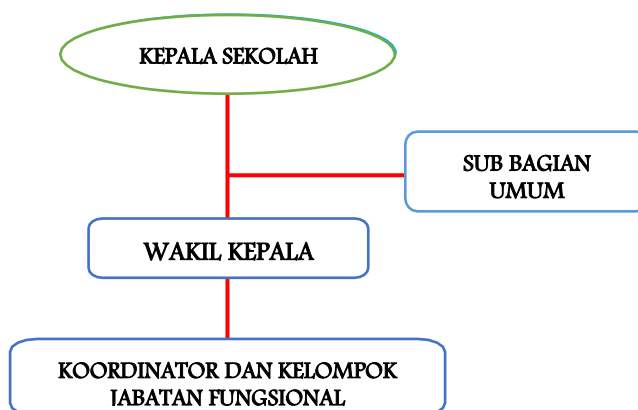 KEPALA SEKOLAH
SUB BAGIAN
UMUM
WAKIL KEPALA
KOORDINATOR DAN KELOMPOK
JABATAN FUNGSIONAL